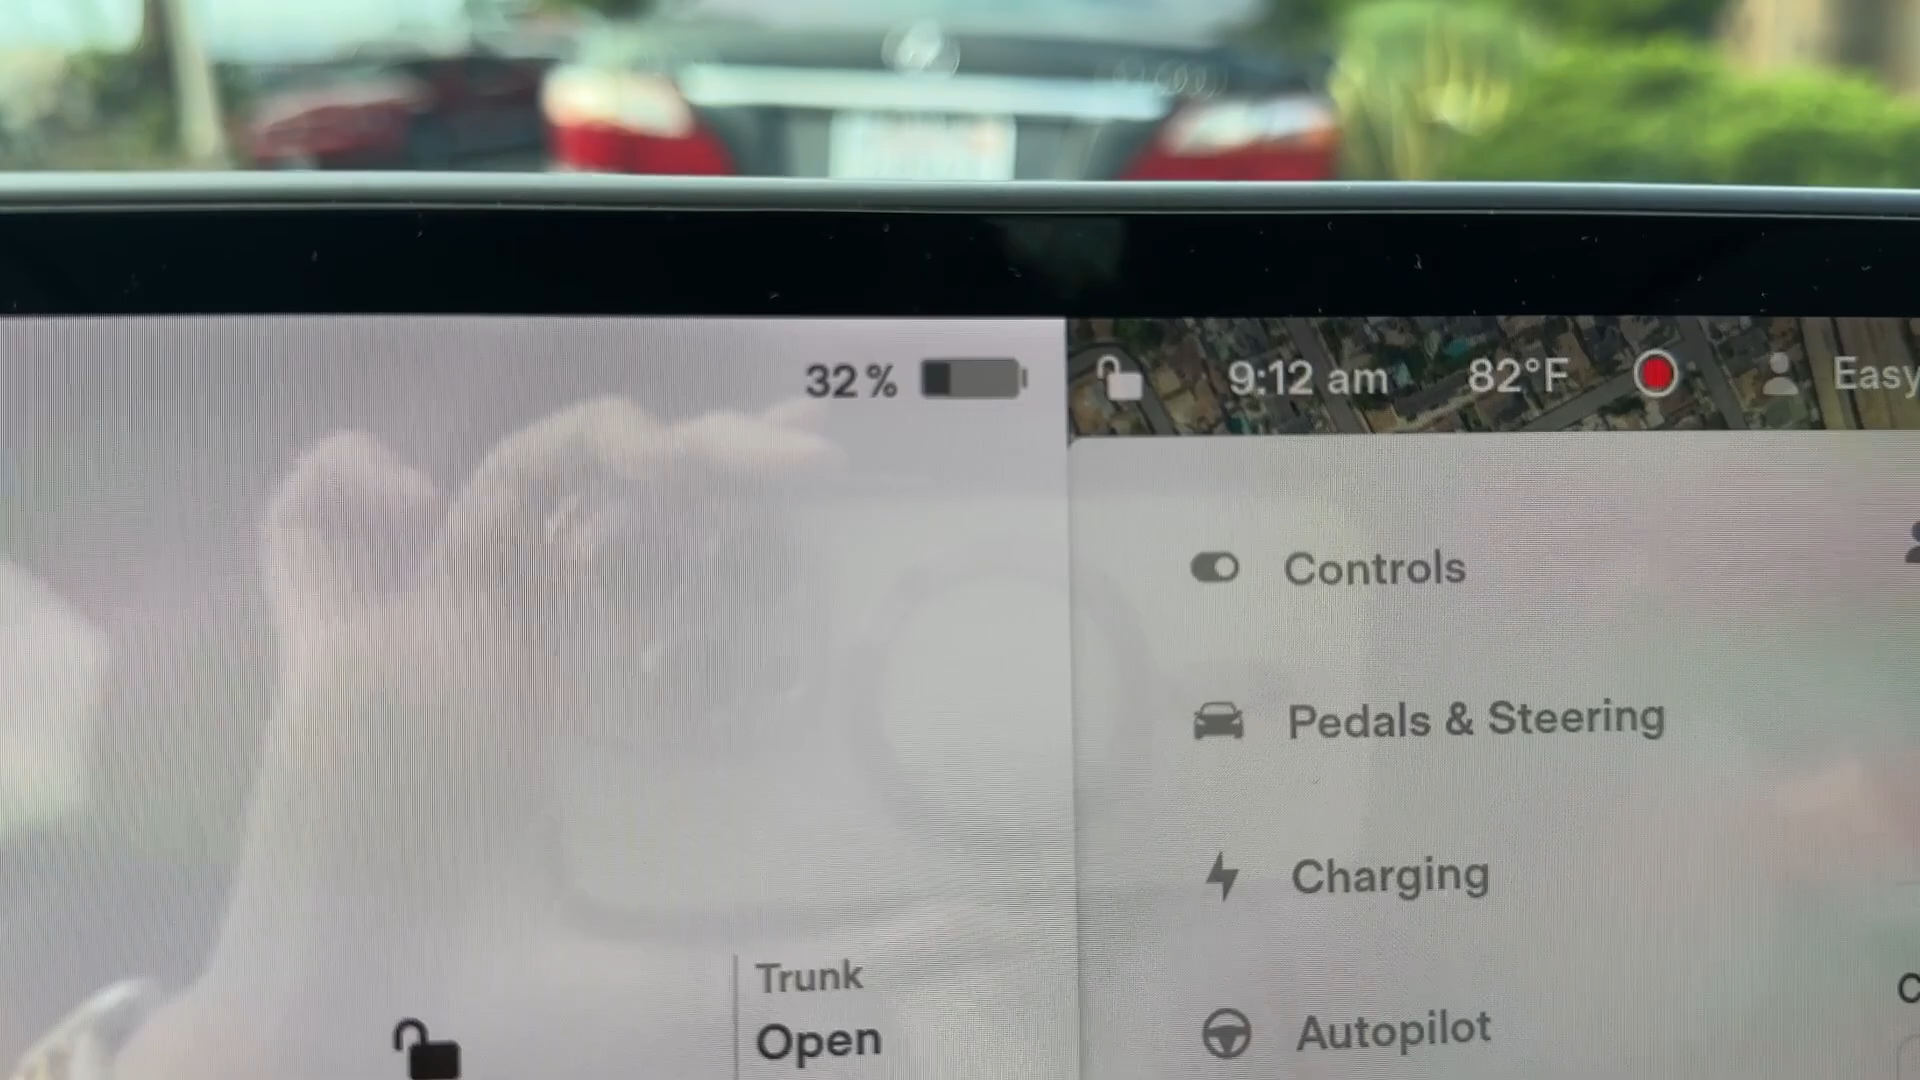 32%
9:12 am 82°F Easy
Controls
Pedals & Steering
Charging
Autopilot
Trunk
Open